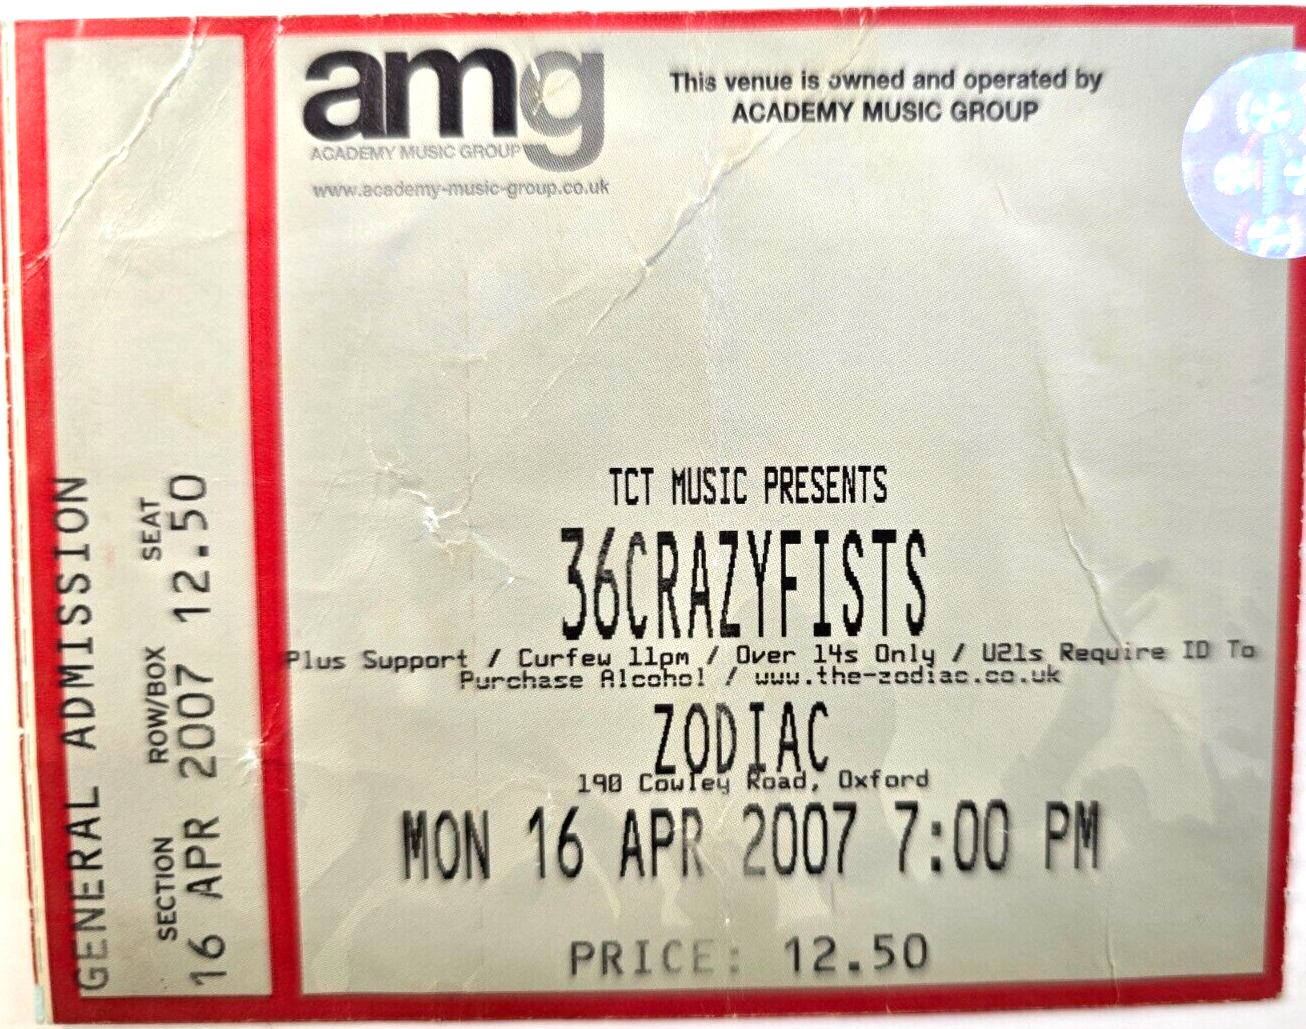 amg
ACADEMY MUSIC GROUP
www.academy-music-group.co.uk
This venue is owned and operated by
ACADEMY MUSIC GROUP
TCT MUSIC PRESENTS
36CRAZYFISTS
Plus Support / Curfew 11pm / Over 14s Only / U21s Require ID To
Purchase Alcohol / www.the-zodiac.co.uk
ZODIAC
190 Cowley Road, Oxford
MON 16 APR 2007 7:00 PM
PRICE: 12.50
GENERAL ADMISSION
SECTION ROW/BOX SEAT
16 APR 2007 12.50